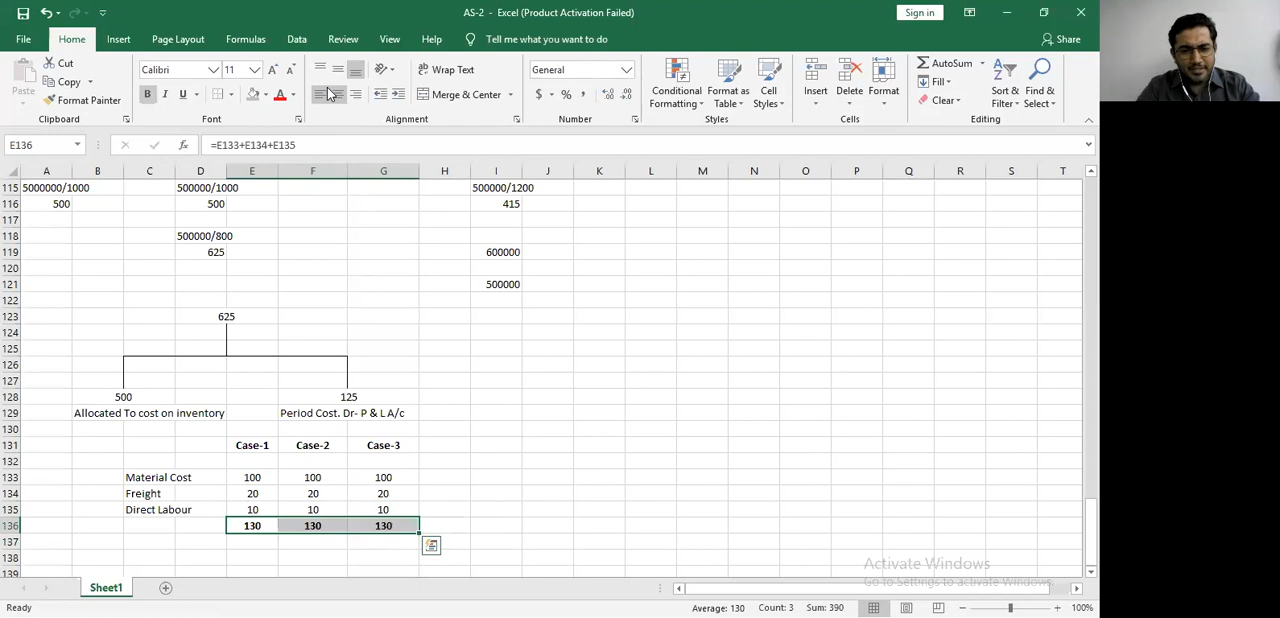 AS-2 - Excel (Product Activation Failed)
Sign in
File Home Insert Page Layout Formulas Data Review View Help Tell me what you want to do Share
Paste
Cut
Copy
Format Painter
Clipboard
Calibri 11
B I U A
Font
Wrap Text
Merge & Center
Alignment
General
$ % ,
Number
Conditional Formatting
Format as Table
Cell Styles
Styles
Insert Delete Format
Cells
AutoSum
Fill
Clear
Sort & Filter
Find & Select
Editing
E136 fx =E133+E134+E135
A B C D E F G H I J K L M N O P Q R S T
115 5000000/1000 500000/1000 500000/1200
116 500 500 415
117
118 500000/800
119 625 600000
120
121 500000
122
123 625
124
125
126
127
128 500 125
129 Allocated To cost on inventory Period Cost. Dr- P & L A/c
130
131 Case-1 Case-2 Case-3
132
133 Material Cost 100 100 100
134 Freight 20 20 20
135 Direct Labour 10 10 10
136 130 130 130
137
138
139
Activate Windows
Go to Settings to activate Windows.
Sheet1
Ready Average: 130 Count: 3 Sum: 390 100%